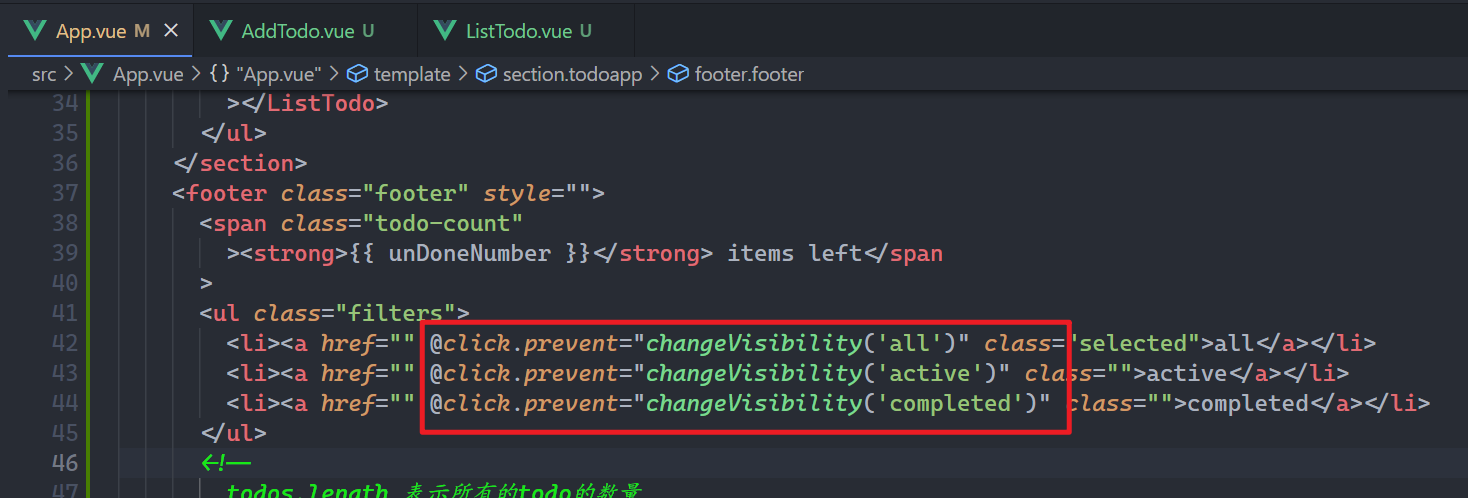 App.vue M × AddTodo.vue U ListTodo.vue U
src > App.vue > {} "App.vue" > template > section.todoapp > footer.footer
34 ></ListTodo>
35 </ul>
36 </section>
37 <footer class="footer" style="">
38 <span class="todo-count"
39 ><strong>{{ unDoneNumber }}</strong> items left</span
40 >
41 <ul class="filters">
42 <li><a href="" @click.prevent="changeVisibility('all')" class="selected">all</a></li>
43 <li><a href="" @click.prevent="changeVisibility('active')" class="">active</a></li>
44 <li><a href="" @click.prevent="changeVisibility('completed')" class="">completed</a></li>
45 </ul>
46 <!--
47 todos.length 表示所有的todo的数量